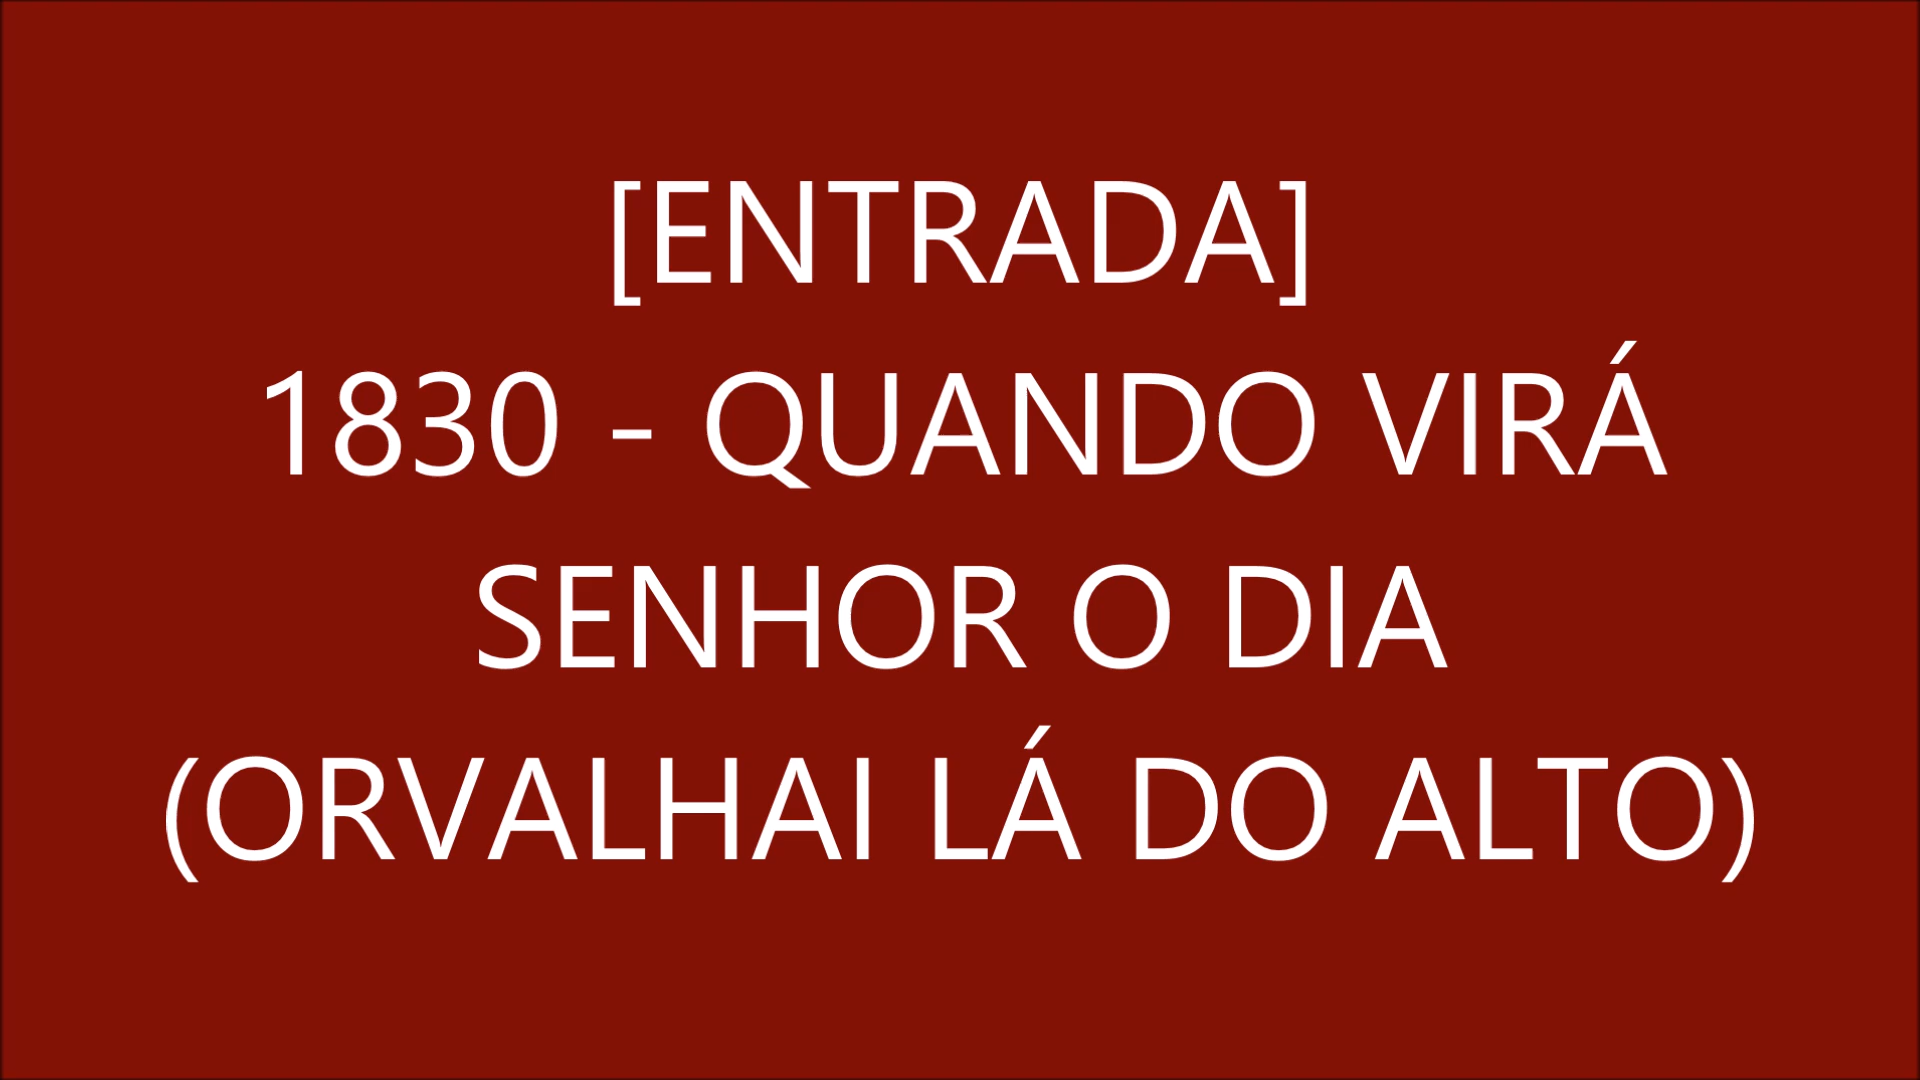 [ENTRADA]
1830 - QUANDO VIRÁ
SENHOR O DIA
(ORVALHAI LÁ DO ALTO)